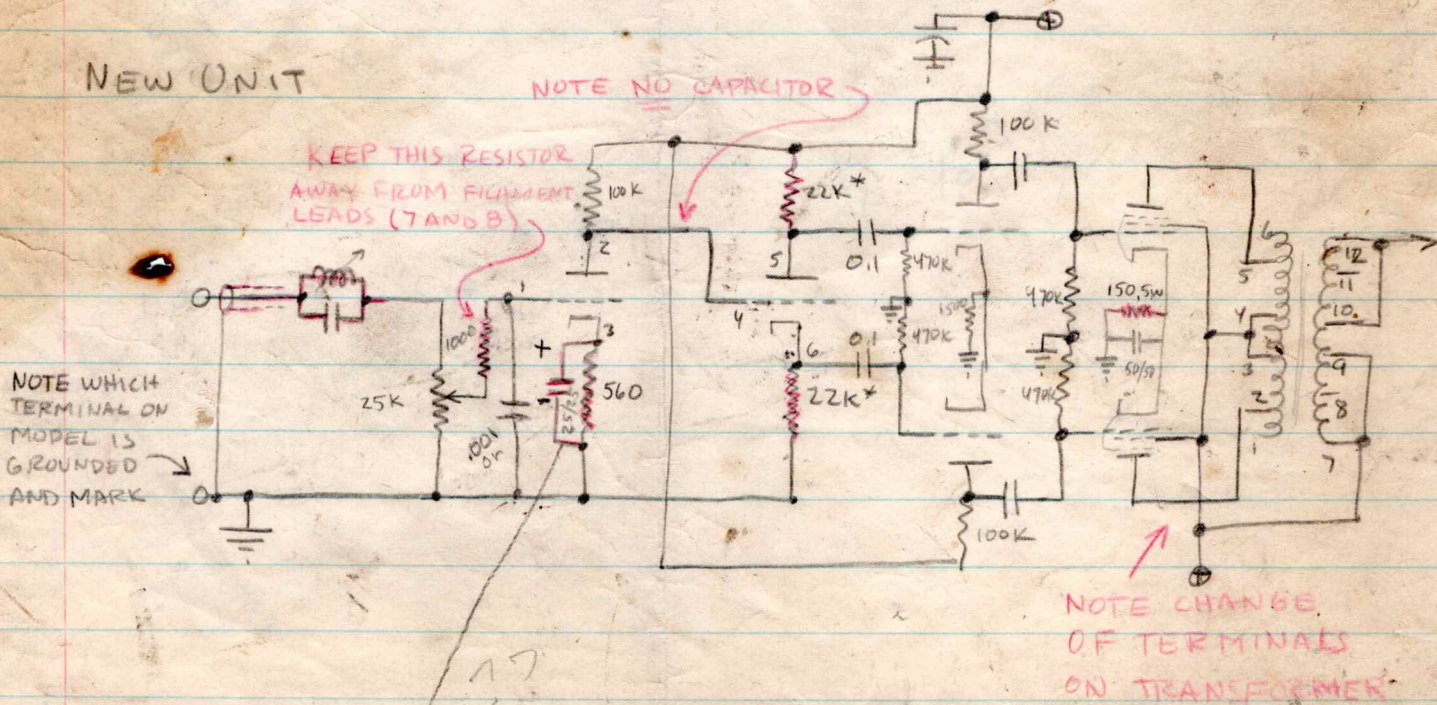 NEW UNIT
NOTE NO CAPACITOR
KEEP THIS RESISTOR
AWAY FROM FILAMENT
LEADS (7 AND 8)
NOTE WHICH
TERMINAL ON
MODEL IS
GROUNDED
AND MARK
25K
1000
1
.001
+
-
25/25
3
560
100K
2
4
22K*
5
6
22K*
0.1
0.1
470K
470K
1500
100K
100K
470K
470K
150,5W
50/50
6
5
4
3
2
1
12
11
10
9
8
7
+
+
NOTE CHANGE
OF TERMINALS
ON TRANSFORMER